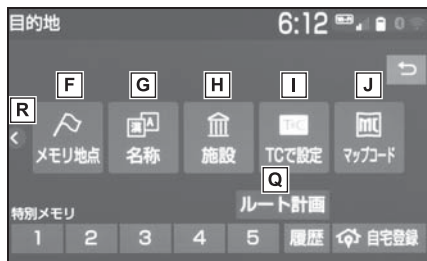 目的地 6:12 0
F G H I J
R
メモリ地点 名称 施設 TCで設定 マップコード
Q
ルート計画
特別メモリ
1 2 3 4 5 履歴 自宅登録